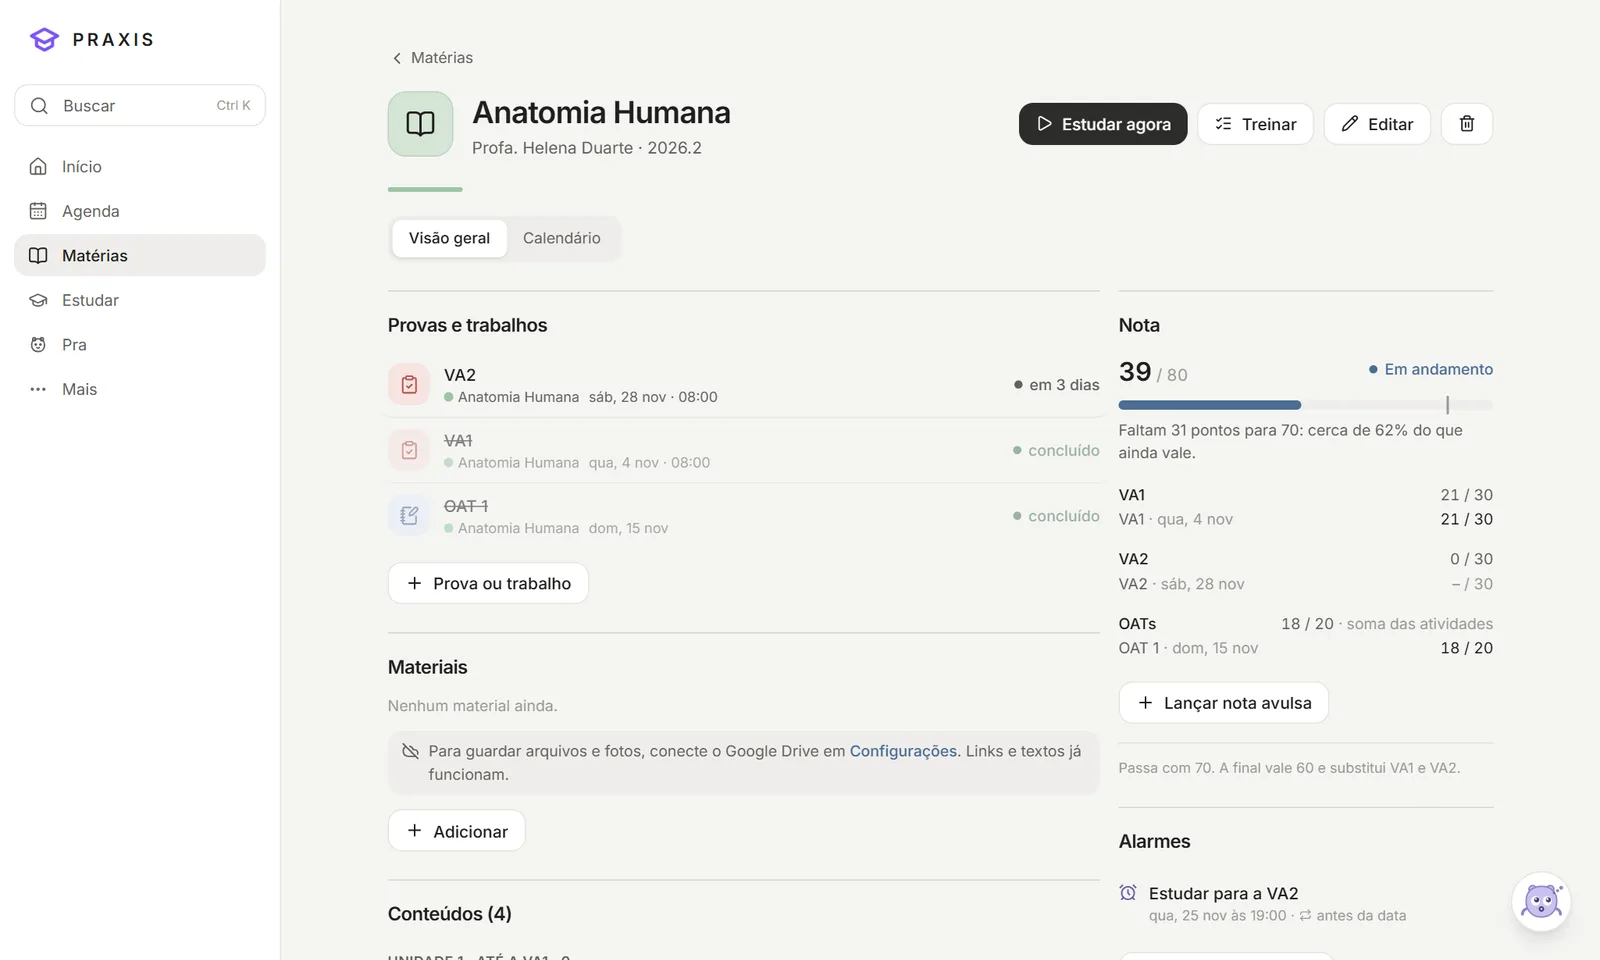 PRAXIS
Buscar
Ctrl K
Início
Agenda
Matérias
Estudar
Pra
Mais
Matérias
Anatomia Humana
Profa. Helena Duarte · 2026.2
Estudar agora
Treinar
Editar
Visão geral
Calendário
Provas e trabalhos
VA2
Anatomia Humana sáb, 28 nov · 08:00
em 3 dias
VA1
Anatomia Humana qua, 4 nov · 08:00
concluído
OAT 1
Anatomia Humana dom, 15 nov
concluído
+ Prova ou trabalho
Materiais
Nenhum material ainda.
Para guardar arquivos e fotos, conecte o Google Drive em Configurações. Links e textos já
funcionam.
+ Adicionar
Conteúdos (4)
Nota
39 / 80
Em andamento
Faltam 31 pontos para 70: cerca de 62% do que
ainda vale.
VA1 21 / 30
VA1 · qua, 4 nov 21 / 30
VA2 0 / 30
VA2 · sáb, 28 nov – / 30
OATs 18 / 20 · soma das atividades
OAT 1 · dom, 15 nov 18 / 20
+ Lançar nota avulsa
Passa com 70. A final vale 60 e substitui VA1 e VA2.
Alarmes
Estudar para a VA2
qua, 25 nov às 19:00 · antes da data